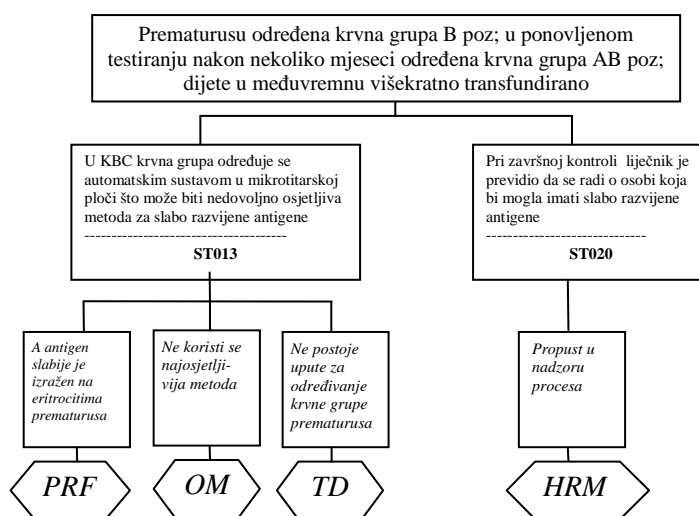 Prematurusu određena krvna grupa B poz; u ponovljenom
testiranju nakon nekoliko mjeseci određena krvna grupa AB poz;
dijete u međuvremnu višekratno transfundirano
U KBC krvna grupa određuje se
automatskim sustavom u mikrotitarskoj
ploči što može biti nedovoljno osjetljiva
metoda za slabo razvijene antigene
--------------------------------------
ST013
Pri završnoj kontroli liječnik je
previdio da se radi o osobi koja
bi mogla imati slabo razvijene
antigene
------------------------------
ST020
A antigen
slabije je
izražen na
eritrocitima
prematurusa
Ne koristi se
najosjetlji-
vija metoda
Ne postoje
upute za
određivanje
krvne grupe
prematurusa
Propust u
nadzoru
procesa
PRF
OM
TD
HRM